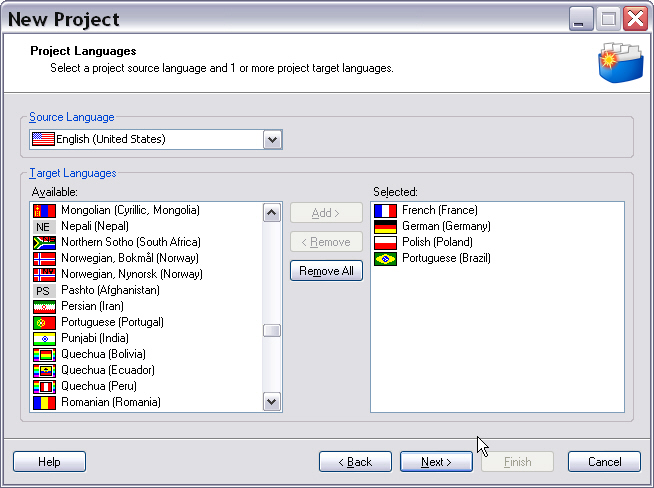 New Project
Project Languages
Select a project source language and 1 or more project target languages.
Source Language
English (United States)
Target Languages
Available:
Mongolian (Cyrillic, Mongolia)
NE Nepali (Nepal)
Northern Sotho (South Africa)
Norwegian, Bokmål (Norway)
Norwegian, Nynorsk (Norway)
PS Pashto (Afghanistan)
Persian (Iran)
Portuguese (Portugal)
Punjabi (India)
Quechua (Bolivia)
Quechua (Ecuador)
Quechua (Peru)
Romanian (Romania)
Add >
< Remove
Remove All
Selected:
French (France)
German (Germany)
Polish (Poland)
Portuguese (Brazil)
Help
< Back
Next >
Finish
Cancel